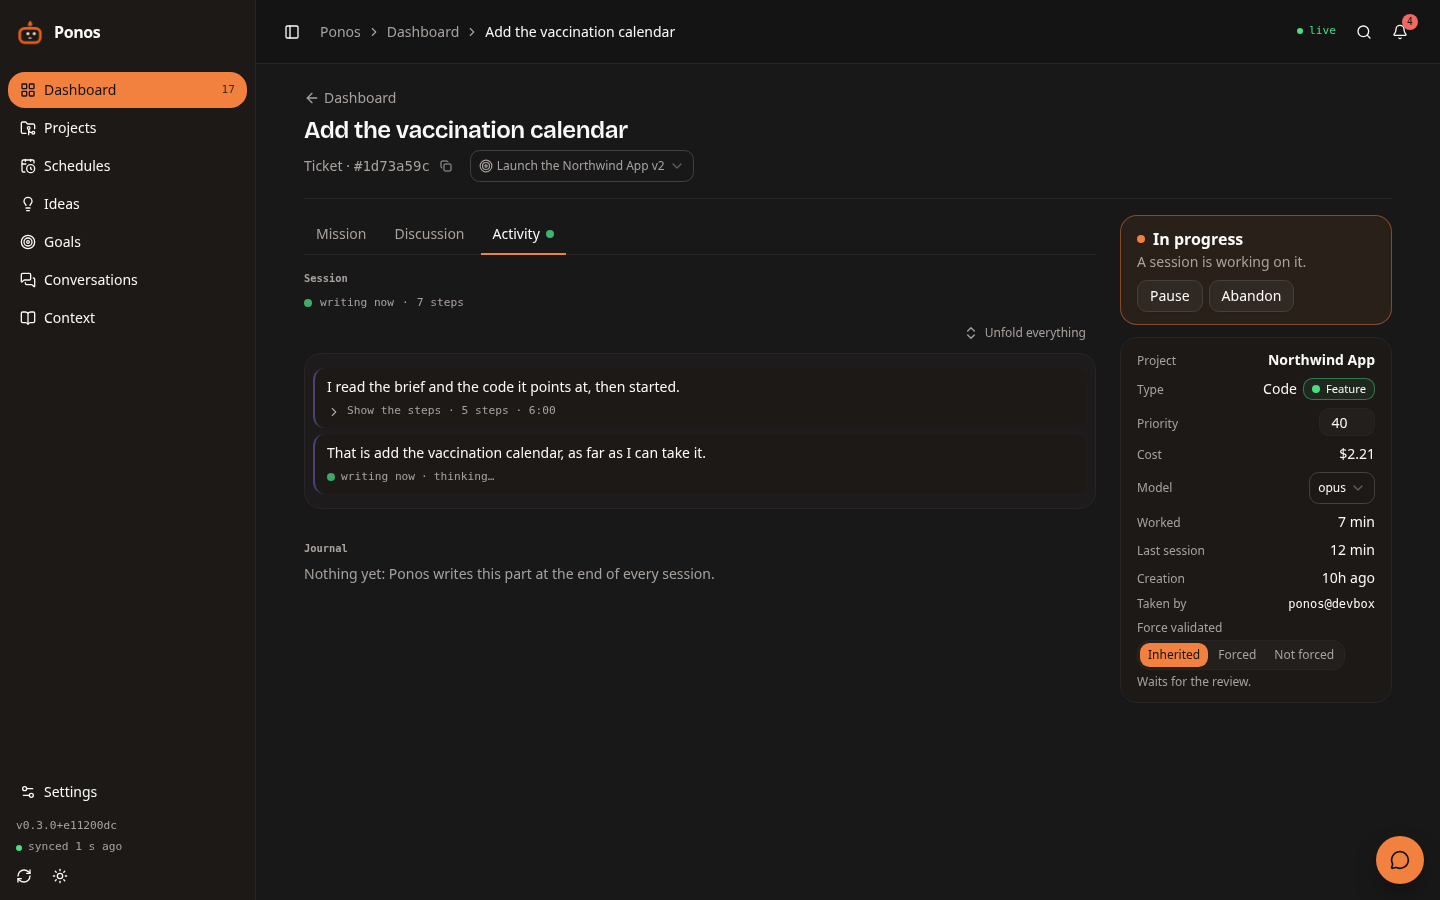 Ponos
Dashboard 17
Projects
Schedules
Ideas
Goals
Conversations
Context
Settings
v0.3.0+e11200dc
synced 1 s ago
Ponos > Dashboard > Add the vaccination calendar
live
4
Dashboard
Add the vaccination calendar
Ticket · #1d73a59c
Launch the Northwind App v2
Mission Discussion Activity
Session
writing now · 7 steps
Unfold everything
I read the brief and the code it points at, then started.
Show the steps · 5 steps · 6:00
That is add the vaccination calendar, as far as I can take it.
writing now · thinking…
Journal
Nothing yet: Ponos writes this part at the end of every session.
In progress
A session is working on it.
Pause Abandon
Project Northwind App
Type Code Feature
Priority 40
Cost $2.21
Model opus
Worked 7 min
Last session 12 min
Creation 10h ago
Taken by ponos@devbox
Force validated
Inherited Forced Not forced
Waits for the review.